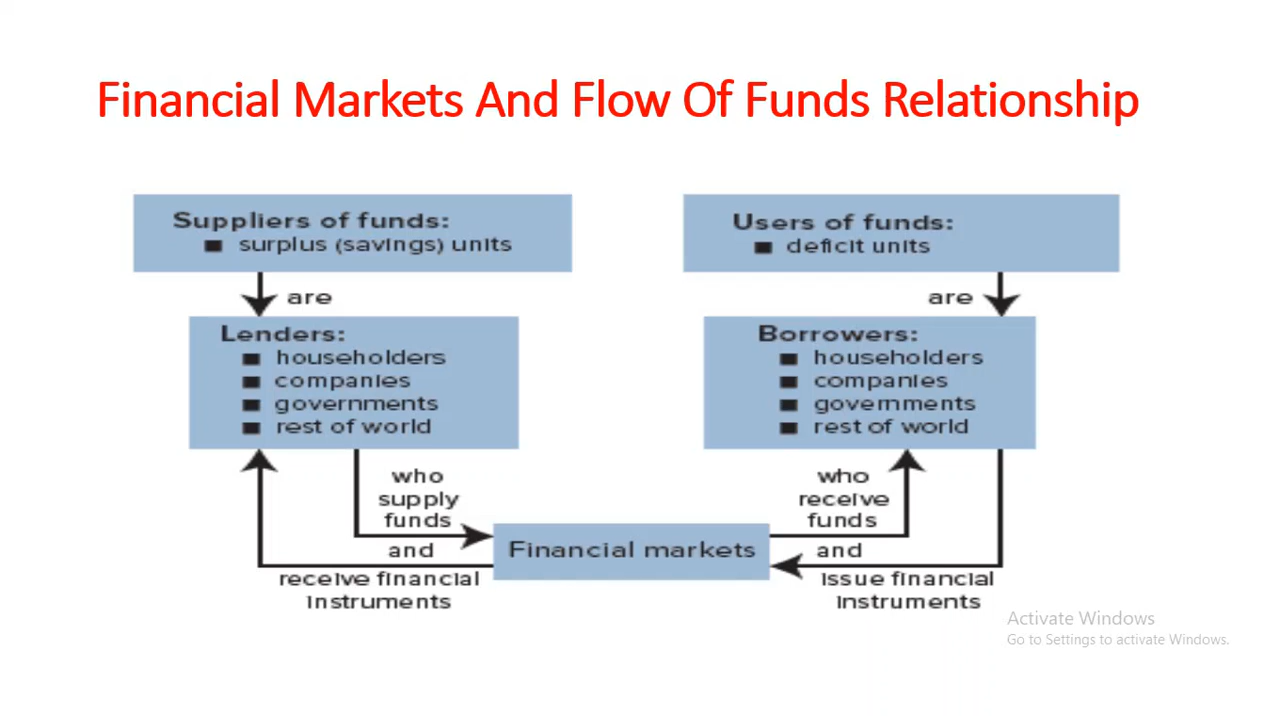 Financial Markets And Flow Of Funds Relationship
Suppliers of funds:
■ surplus (savings) units
are
Lenders:
■ householders
■ companies
■ governments
■ rest of world
who
supply
funds
and
receive financial
instruments
Financial markets
Users of funds:
■ deficit units
are
Borrowers:
■ householders
■ companies
■ governments
■ rest of world
who
receive
funds
and
issue financial
instruments
Activate Windows
Go to Settings to activate Windows.